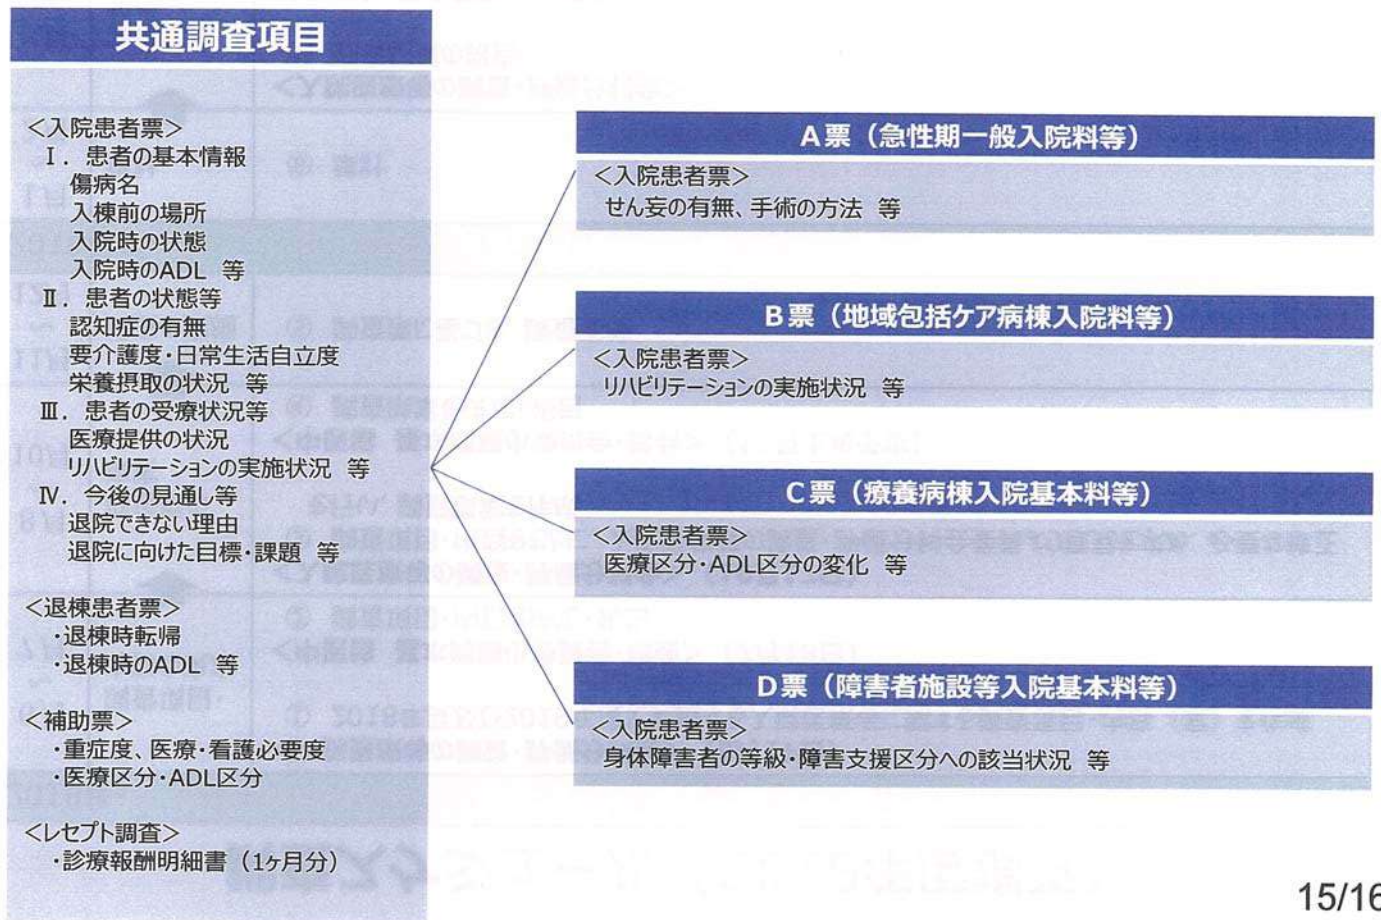 共通調査項目
<入院患者票>
Ⅰ．患者の基本情報
傷病名
入棟前の場所
入院時の状態
入院時のADL 等
Ⅱ．患者の状態等
認知症の有無
要介護度・日常生活自立度
栄養摂取の状況 等
Ⅲ．患者の受療状況等
医療提供の状況
リハビリテーションの実施状況 等
Ⅳ．今後の見通し等
退院できない理由
退院に向けた目標・課題 等
<退棟患者票>
・退棟時転帰
・退棟時のADL 等
<補助票>
・重症度、医療・看護必要度
・医療区分・ADL区分
<レセプト調査>
・診療報酬明細書（1ヶ月分）
A票（急性期一般入院料等）
<入院患者票>
せん妄の有無、手術の方法 等
B票（地域包括ケア病棟入院料等）
<入院患者票>
リハビリテーションの実施状況 等
C票（療養病棟入院基本料等）
<入院患者票>
医療区分・ADL区分の変化 等
D票（障害者施設等入院基本料等）
<入院患者票>
身体障害者の等級・障害支援区分への該当状況 等
15/16